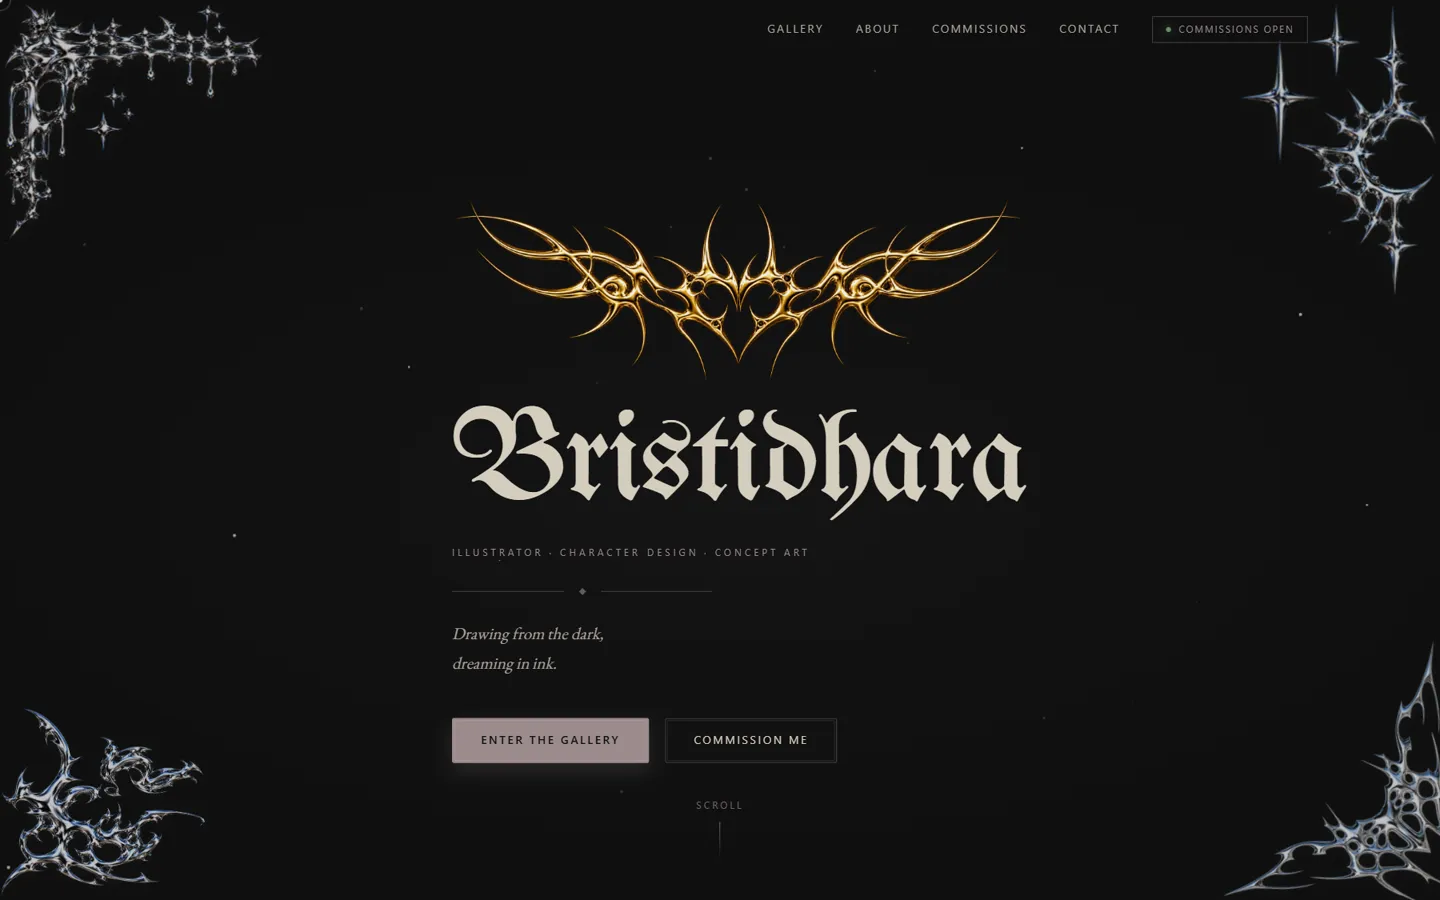 GALLERY ABOUT COMMISSIONS CONTACT COMMISSIONS OPEN
Bristidhara
ILLUSTRATOR · CHARACTER DESIGN · CONCEPT ART
Drawing from the dark,
dreaming in ink.
ENTER THE GALLERY COMMISSION ME
SCROLL